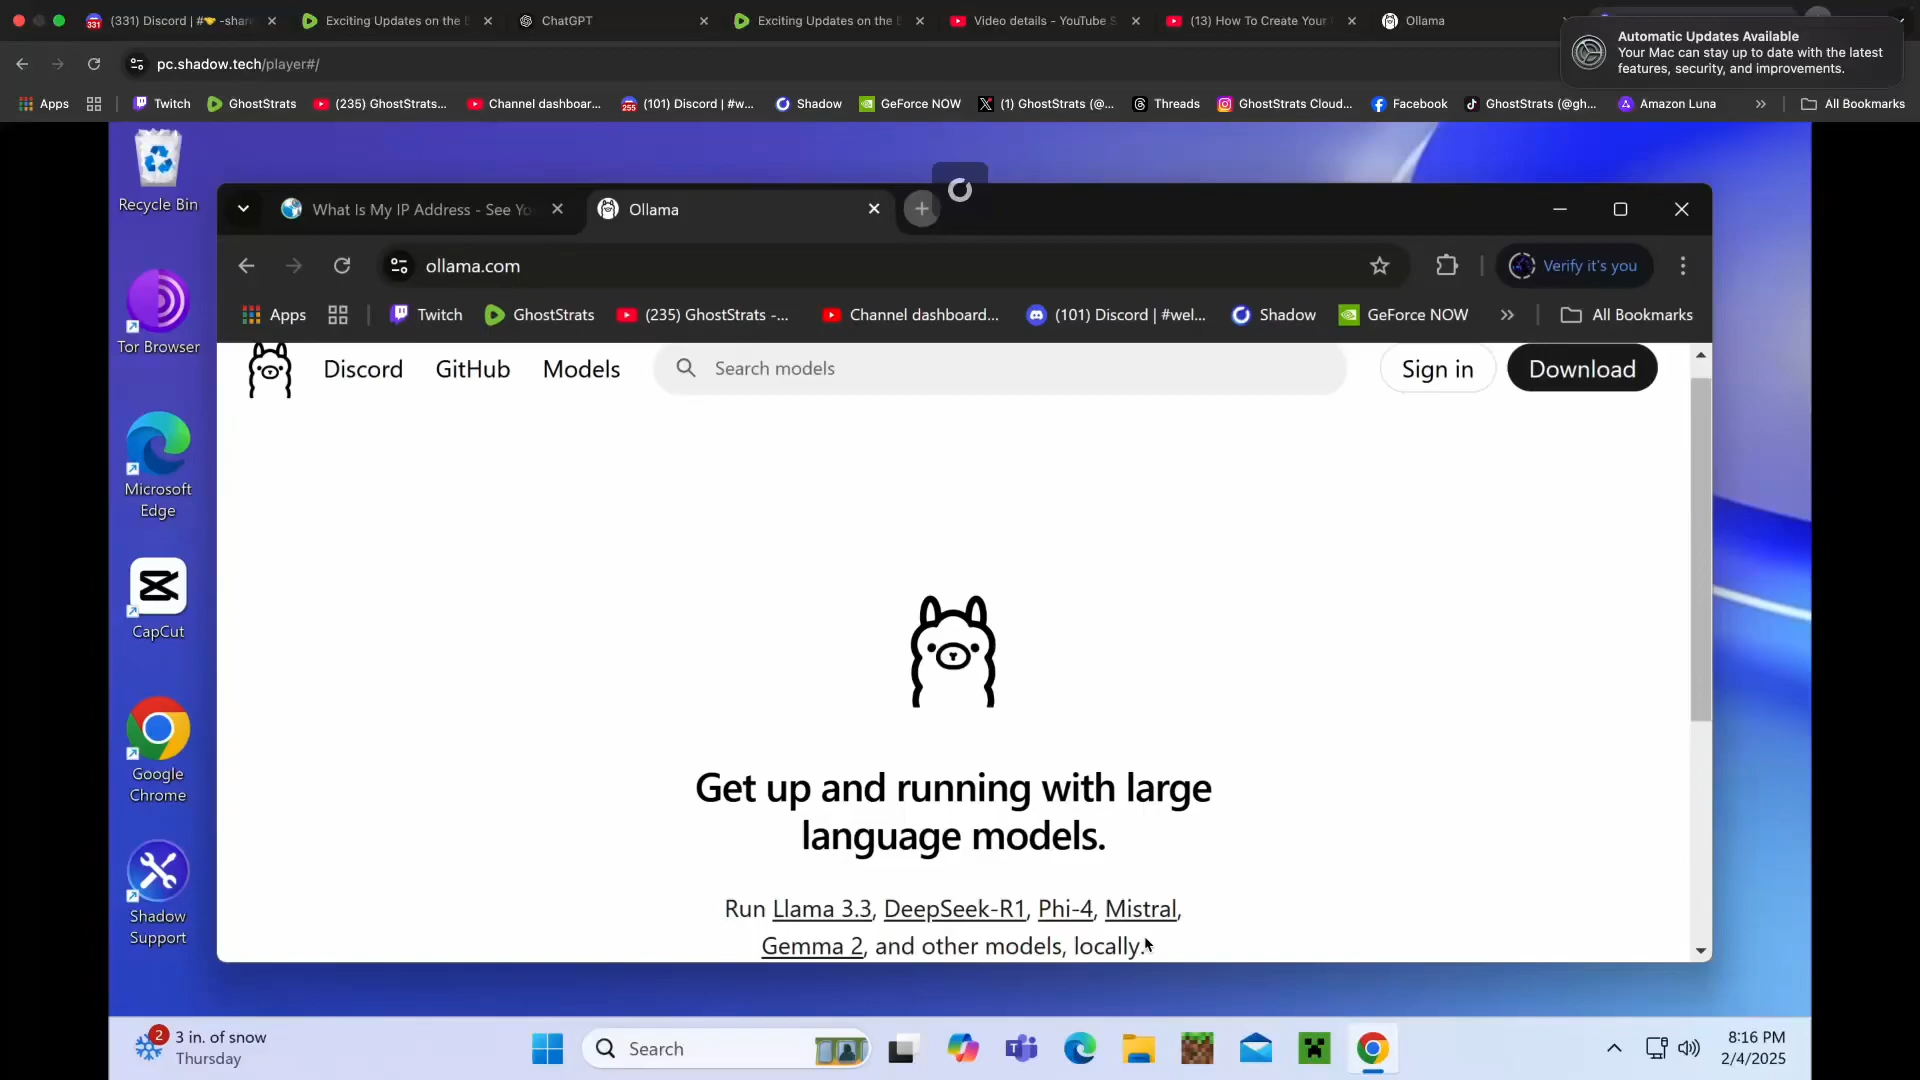 (331) Discord | #🤝-share
Exciting Updates on the
ChatGPT
Exciting Updates on the
Video details - YouTube S
(13) How To Create Your
Ollama
pc.shadow.tech/player#/
Automatic Updates Available
Your Mac can stay up to date with the latest
features, security, and improvements.
Apps
Twitch
GhostStrats
(235) GhostStrats...
Channel dashboar...
(101) Discord | #w...
Shadow
GeForce NOW
(1) GhostStrats (@...
Threads
GhostStrats Cloud...
Facebook
GhostStrats (@gh...
Amazon Luna
All Bookmarks
Recycle Bin
Tor Browser
Microsoft
Edge
CapCut
Google
Chrome
Shadow
Support
What Is My IP Address - See Yo
Ollama
ollama.com
Verify it's you
Apps
Twitch
GhostStrats
(235) GhostStrats -...
Channel dashboard...
(101) Discord | #wel...
Shadow
GeForce NOW
All Bookmarks
Discord
GitHub
Models
Search models
Sign in
Download
Get up and running with large
language models.
Run Llama 3.3, DeepSeek-R1, Phi-4, Mistral,
Gemma 2, and other models, locally.
2
3 in. of snow
Thursday
Search
8:16 PM
2/4/2025